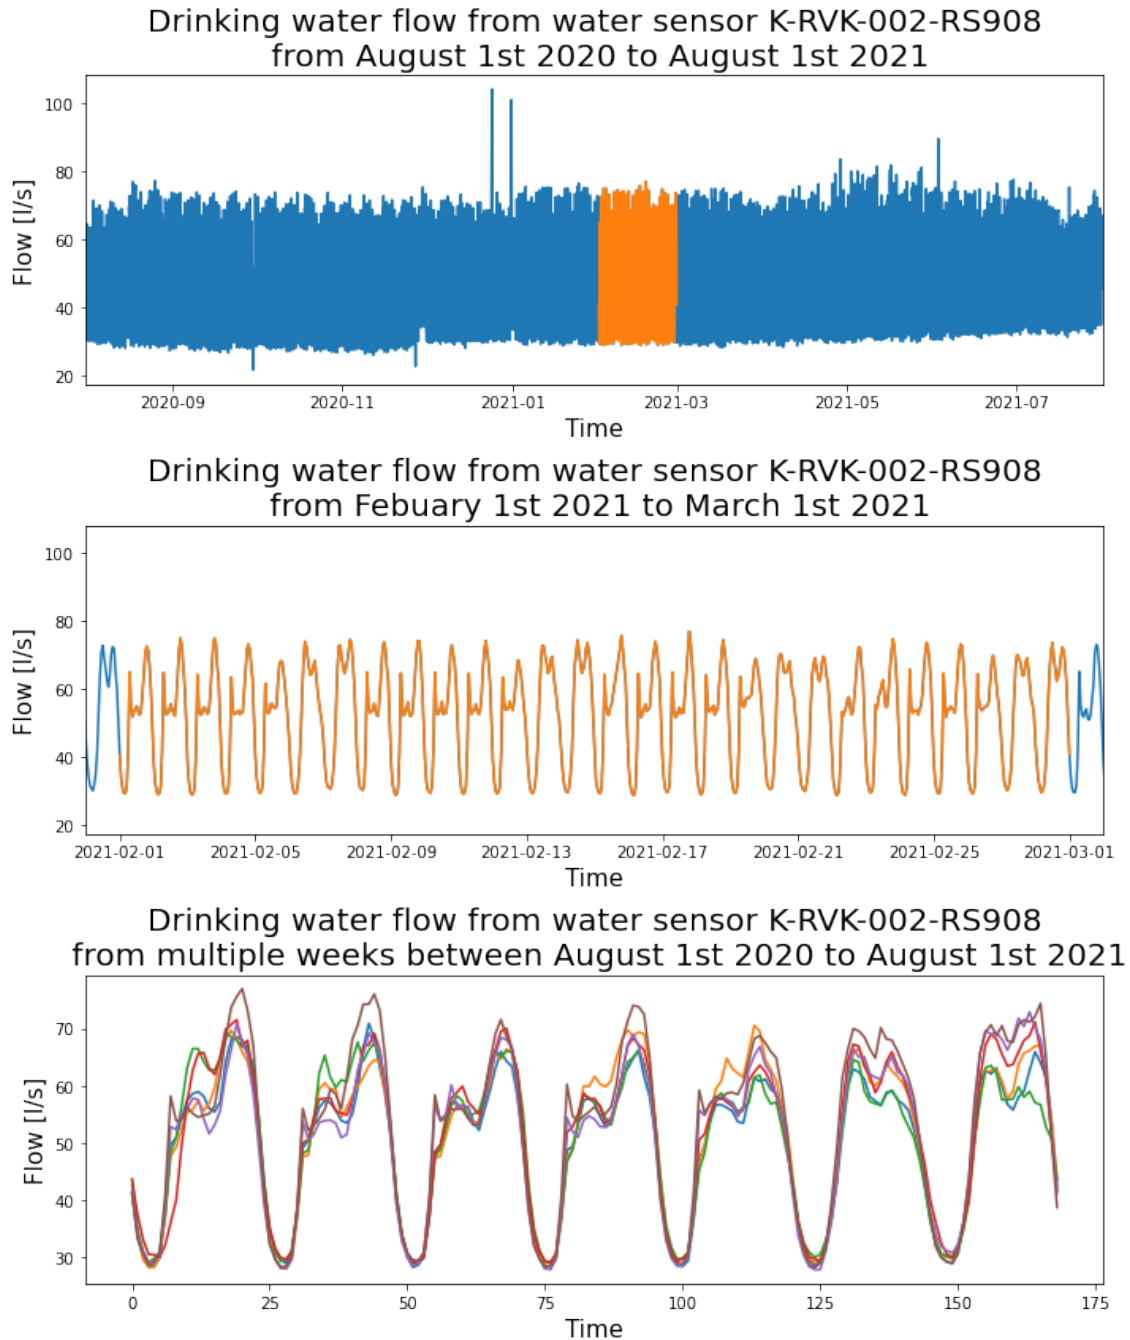 Drinking water flow from water sensor K-RVK-002-RS908
from August 1st 2020 to August 1st 2021
Flow [l/s]
100
80
60
40
20
2020-09 2020-11 2021-01 2021-03 2021-05 2021-07
Time
Drinking water flow from water sensor K-RVK-002-RS908
from Febuary 1st 2021 to March 1st 2021
Flow [l/s]
100
80
60
40
20
2021-02-01 2021-02-05 2021-02-09 2021-02-13 2021-02-17 2021-02-21 2021-02-25 2021-03-01
Time
Drinking water flow from water sensor K-RVK-002-RS908
from multiple weeks between August 1st 2020 to August 1st 2021
Flow [l/s]
70
60
50
40
30
0 25 50 75 100 125 150 175
Time